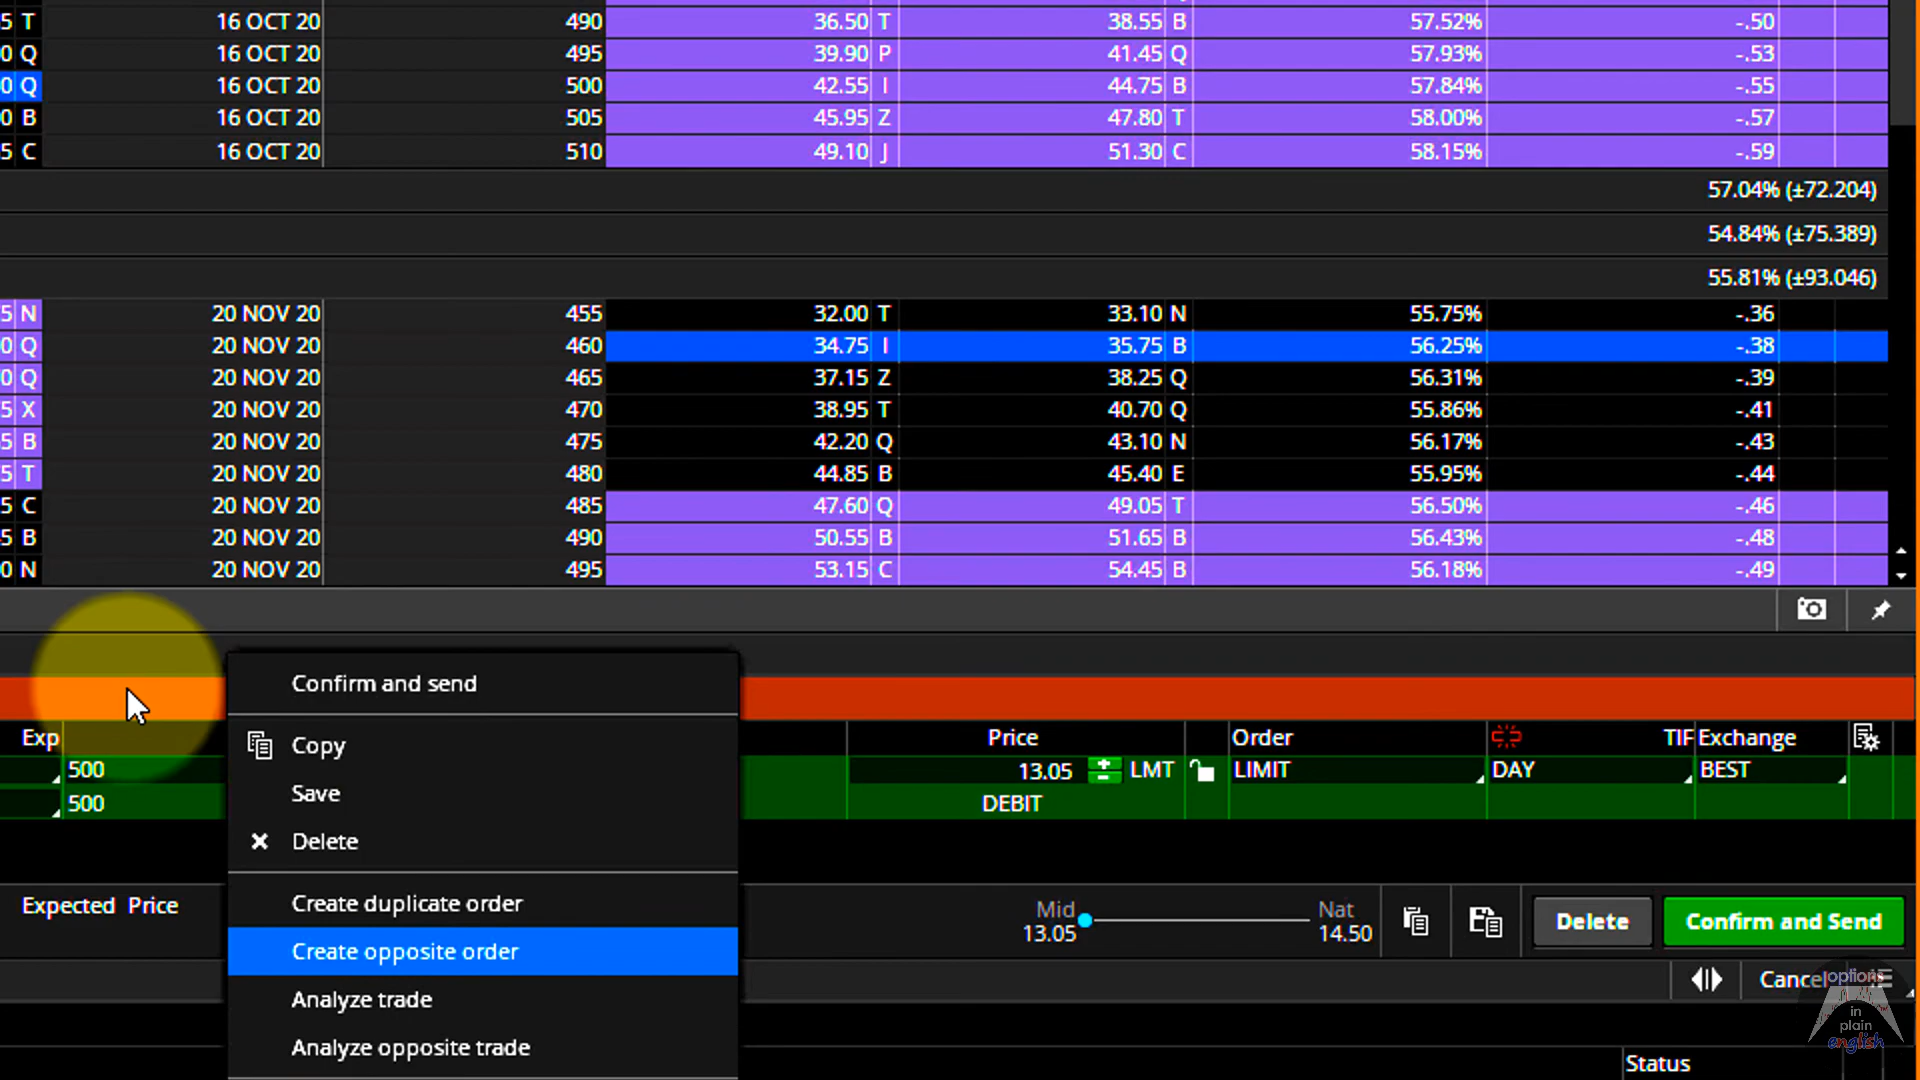 5 T 16 OCT 20 490 36.50 T 38.55 B 57.52% -.50
0 Q 16 OCT 20 495 39.90 P 41.45 Q 57.93% -.53
0 Q 16 OCT 20 500 42.55 I 44.75 B 57.84% -.55
0 B 16 OCT 20 505 45.95 Z 47.80 T 58.00% -.57
5 C 16 OCT 20 510 49.10 J 51.30 C 58.15% -.59
57.04% (±72.204)
54.84% (±75.389)
55.81% (±93.046)
5 N 20 NOV 20 455 32.00 T 33.10 N 55.75% -.36
0 Q 20 NOV 20 460 34.75 I 35.75 B 56.25% -.38
0 Q 20 NOV 20 465 37.15 Z 38.25 Q 56.31% -.39
5 X 20 NOV 20 470 38.95 T 40.70 Q 55.86% -.41
5 B 20 NOV 20 475 42.20 Q 43.10 N 56.17% -.43
5 T 20 NOV 20 480 44.85 B 45.40 E 55.95% -.44
5 C 20 NOV 20 485 47.60 Q 49.05 T 56.50% -.46
5 B 20 NOV 20 490 50.55 B 51.65 B 56.43% -.48
0 N 20 NOV 20 495 53.15 C 54.45 B 56.18% -.49
Confirm and send
Copy
Save
Delete
Create duplicate order
Create opposite order
Analyze trade
Analyze opposite trade
Exp Price Order TIF Exchange
500 13.05 LMT LIMIT DAY BEST
500 DEBIT
Expected Price
Mid
13.05
Nat
14.50
Delete
Confirm and Send
Cancel
options
in
plain
english
Status